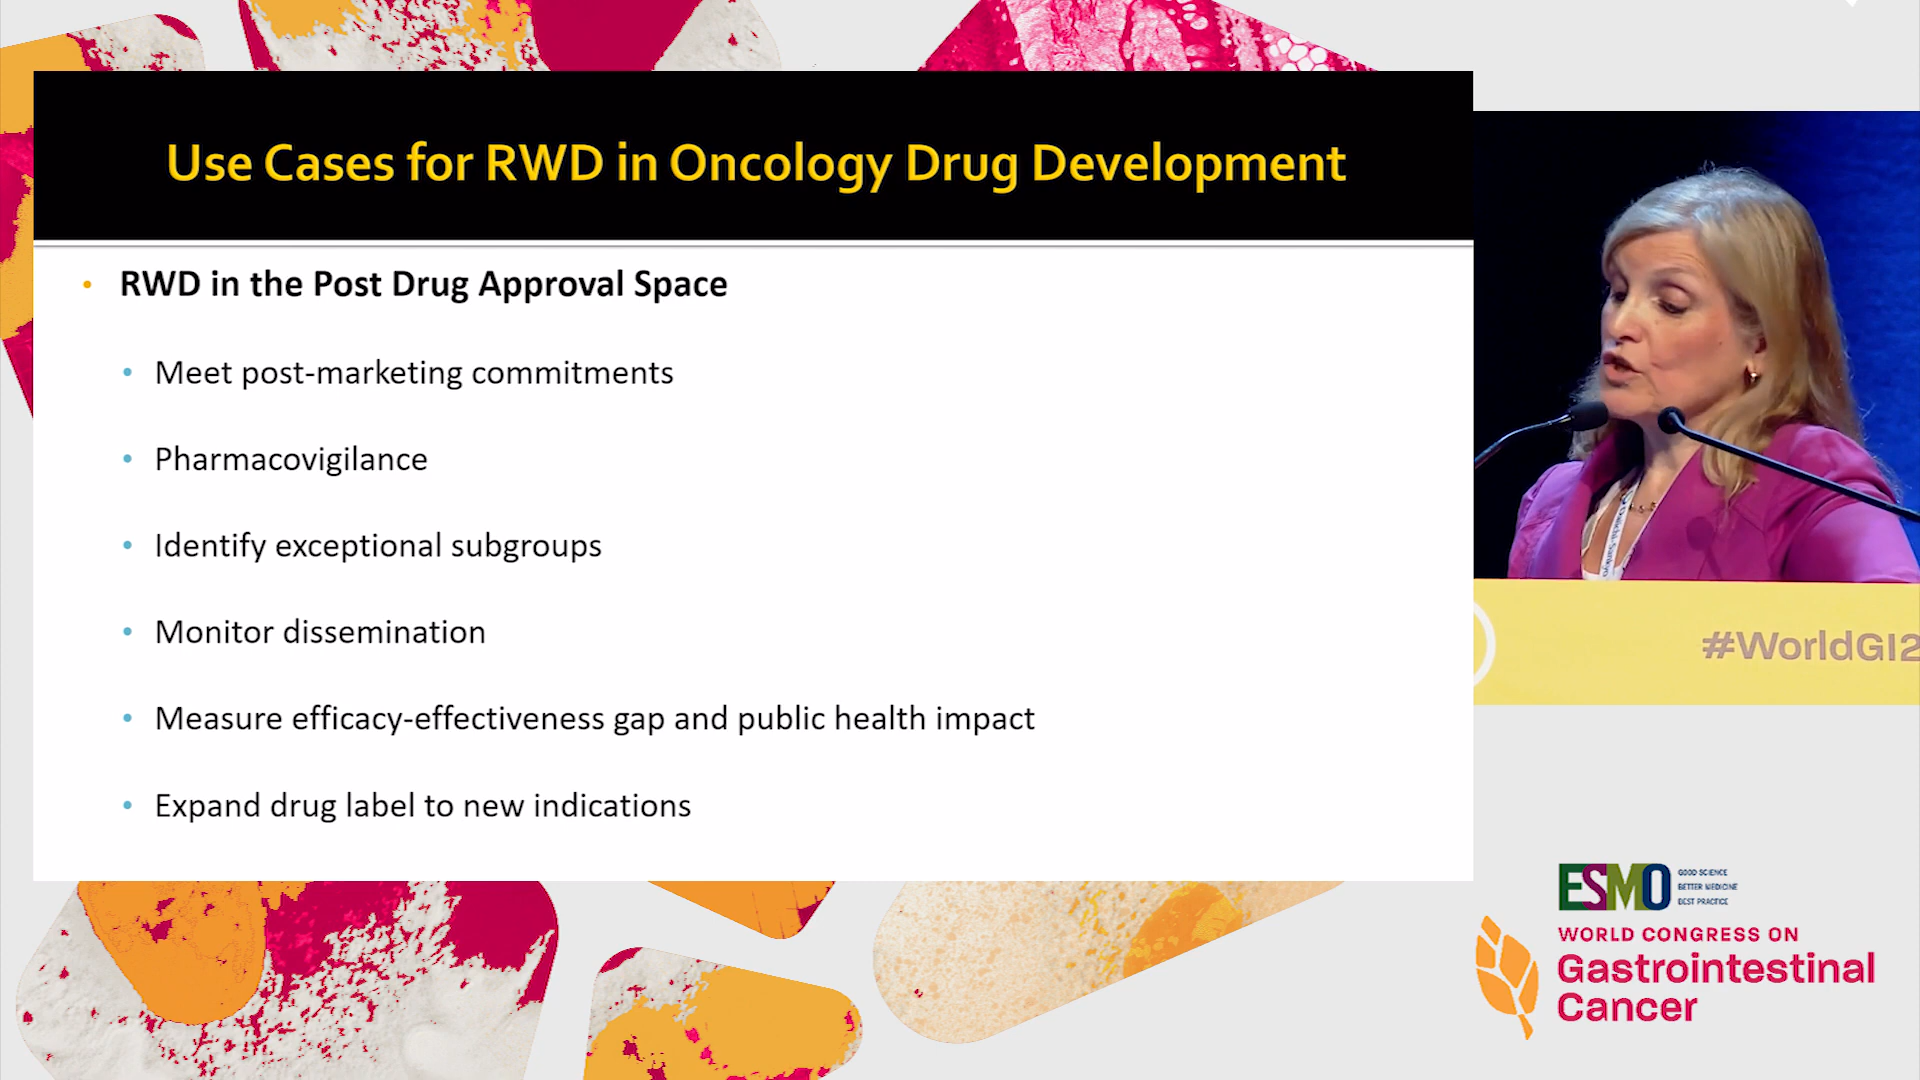 Use Cases for RWD in Oncology Drug Development
• RWD in the Post Drug Approval Space
• Meet post-marketing commitments
• Pharmacovigilance
• Identify exceptional subgroups
• Monitor dissemination
• Measure efficacy-effectiveness gap and public health impact
• Expand drug label to new indications
Daiichi-Sankyo
#WorldGI2
ESMO
GOOD SCIENCE
BETTER MEDICINE
BEST PRACTICE
WORLD CONGRESS ON
Gastrointestinal
Cancer